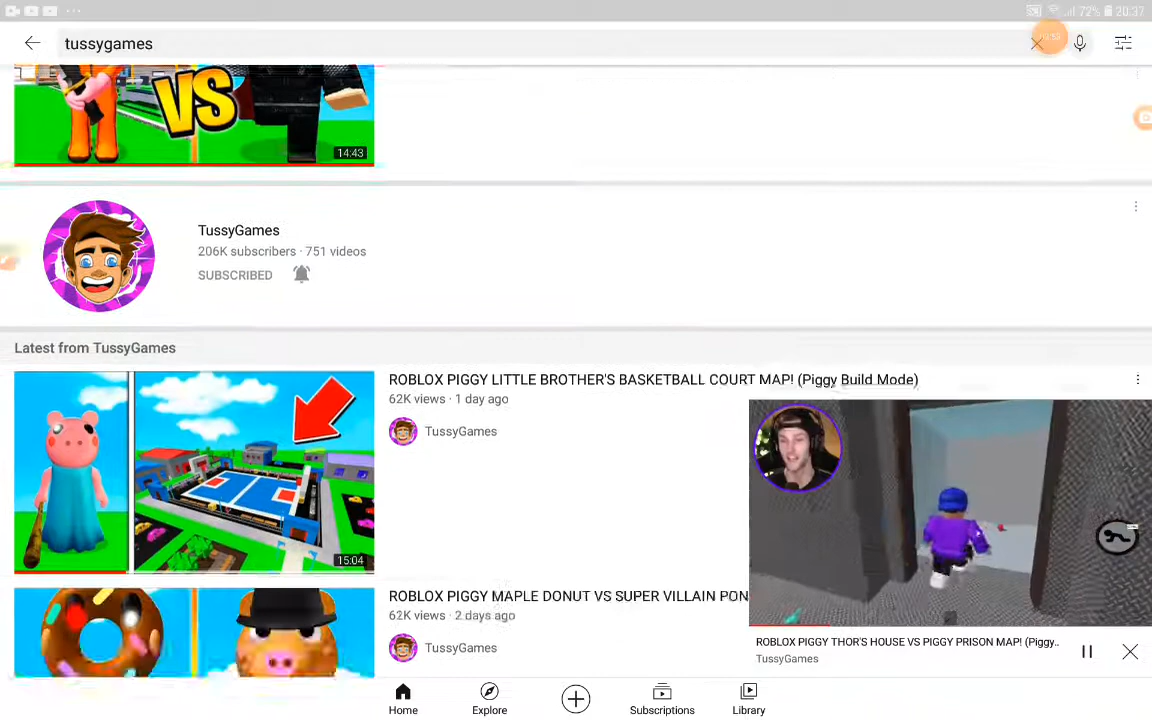 72% 20:37
tussygames
VS
14:43
TussyGames
206K subscribers · 751 videos
SUBSCRIBED
Latest from TussyGames
ROBLOX PIGGY LITTLE BROTHER'S BASKETBALL COURT MAP! (Piggy Build Mode)
62K views · 1 day ago
TussyGames
15:04
ROBLOX PIGGY MAPLE DONUT VS SUPER VILLAIN PON
62K views · 2 days ago
TussyGames
ROBLOX PIGGY THOR'S HOUSE VS PIGGY PRISON MAP! (Piggy...
TussyGames
Home
Explore
Subscriptions
Library